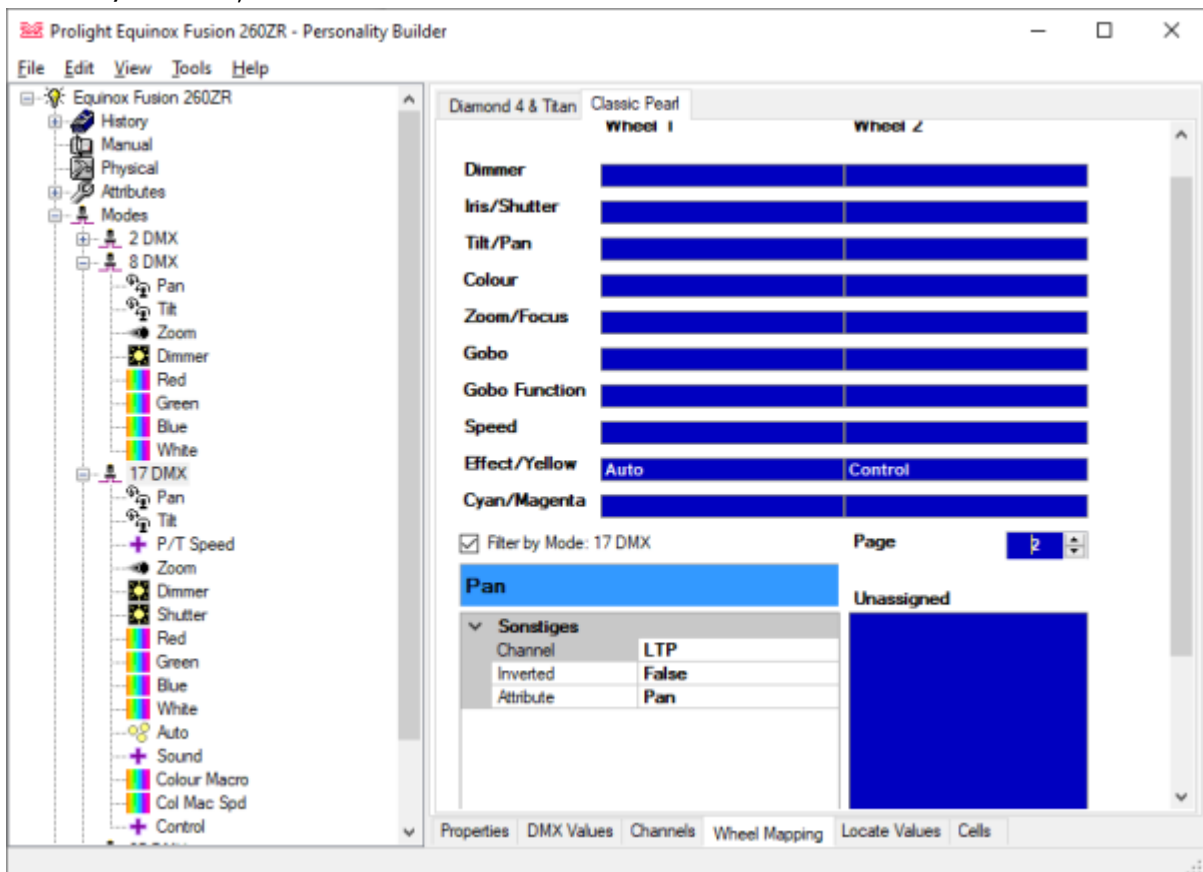 Prolight Equinox Fusion 260ZR - Personality Builder
File Edit View Tools Help
Equinox Fusion 260ZR
History
Manual
Physical
Attributes
Modes
2 DMX
8 DMX
Pan
Tilt
Zoom
Dimmer
Red
Green
Blue
White
17 DMX
Pan
Tilt
P/T Speed
Zoom
Dimmer
Shutter
Red
Green
Blue
White
Auto
Sound
Colour Macro
Col Mac Spd
Control
Diamond 4 & Titan Classic Pearl
Wheel 1 Wheel 2
Dimmer
Iris/Shutter
Tilt/Pan
Colour
Zoom/Focus
Gobo
Gobo Function
Speed
Effect/Yellow Auto Control
Cyan/Magenta
Filter by Mode: 17 DMX Page 2
Pan
Unassigned
Sonstiges
Channel LTP
Inverted False
Attribute Pan
Properties DMX Values Channels Wheel Mapping Locate Values Cells